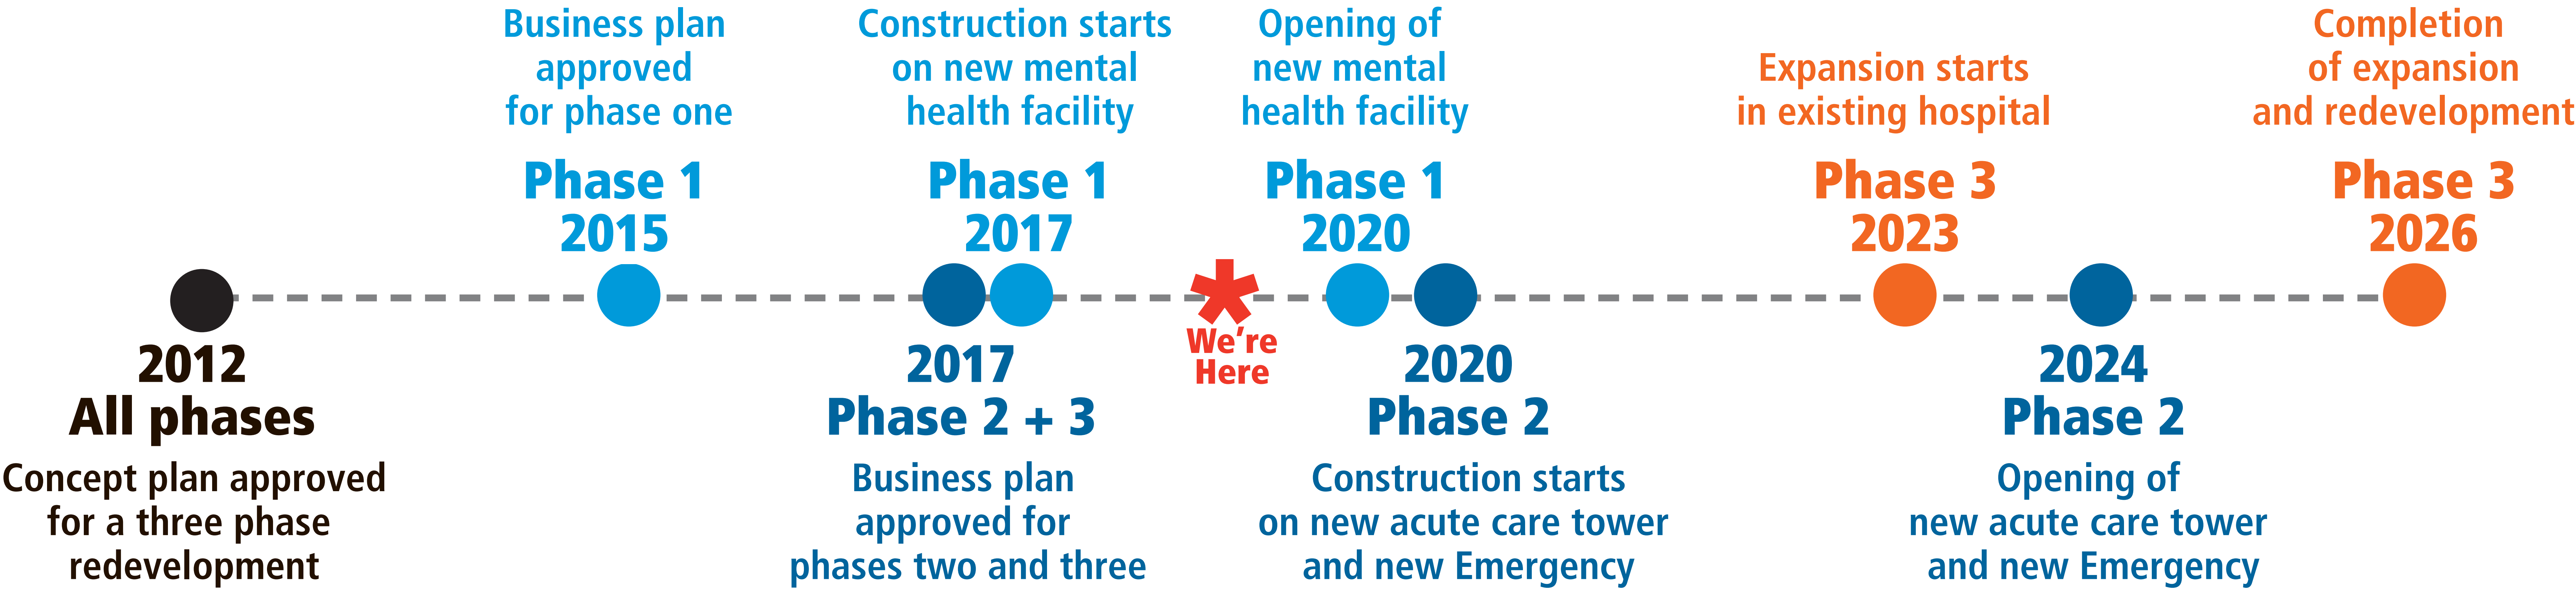 Business plan
approved
for phase one
Phase 1
2015
Construction starts
on new mental
health facility
Phase 1
2017
Opening of
new mental
health facility
Phase 1
2020
Expansion starts
in existing hospital
Phase 3
2023
Completion
of expansion
and redevelopment
Phase 3
2026
2012
All phases
Concept plan approved
for a three phase
redevelopment
2017
Phase 2 + 3
Business plan
approved for
phases two and three
We're
Here
2020
Phase 2
Construction starts
on new acute care tower
and new Emergency
2024
Phase 2
Opening of
new acute care tower
and new Emergency